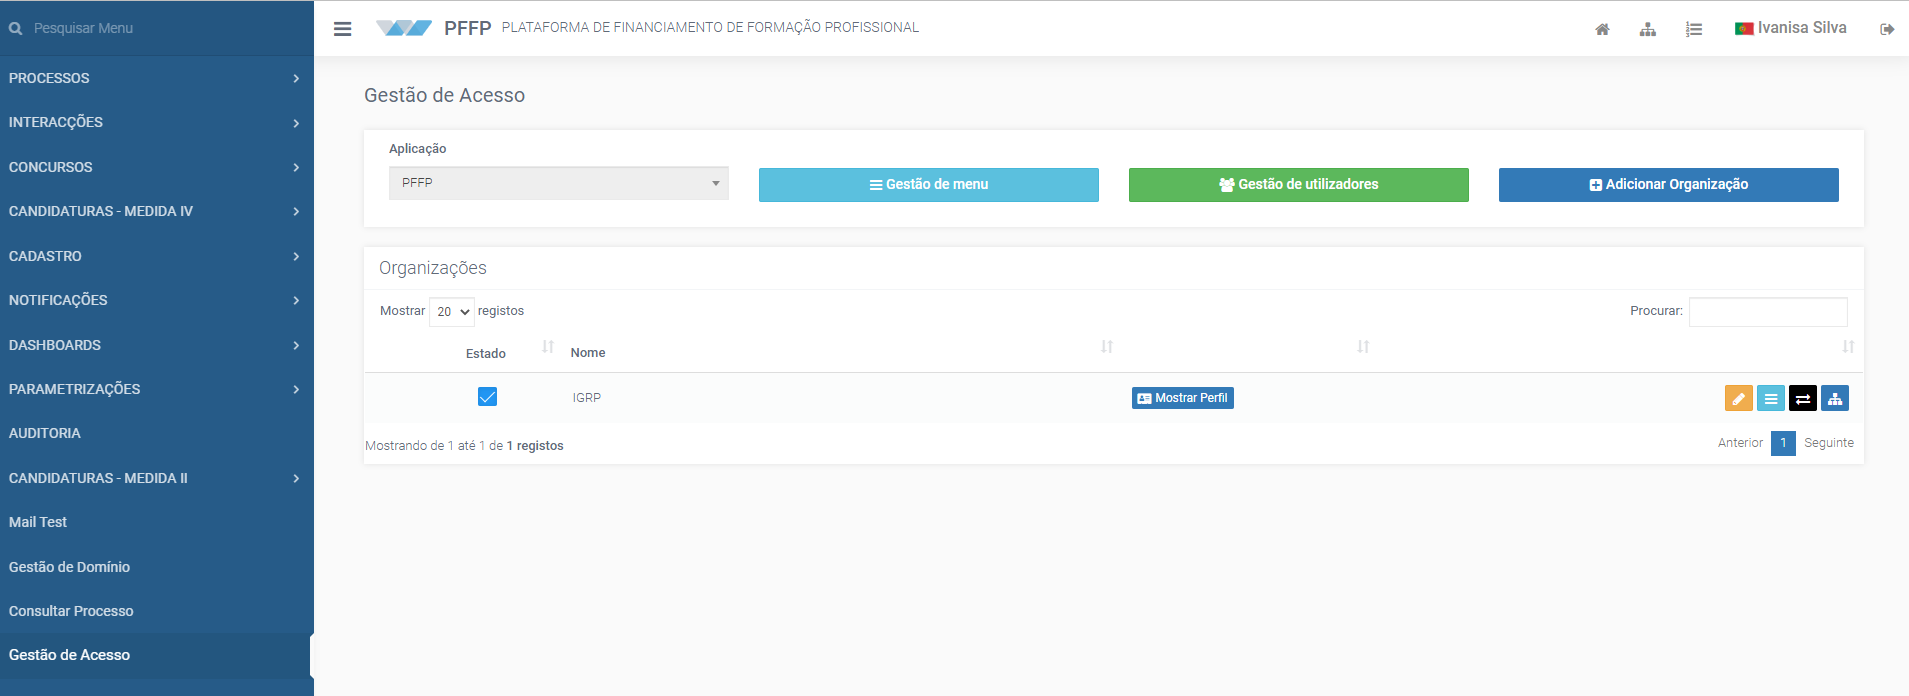 Pesquisar Menu
PROCESSOS
INTERACÇÕES
CONCURSOS
CANDIDATURAS - MEDIDA IV
CADASTRO
NOTIFICAÇÕES
DASHBOARDS
PARAMETRIZAÇÕES
AUDITORIA
CANDIDATURAS - MEDIDA II
Mail Test
Gestão de Domínio
Consultar Processo
Gestão de Acesso
PFFP PLATAFORMA DE FINANCIAMENTO DE FORMAÇÃO PROFISSIONAL
Ivanisa Silva
Gestão de Acesso
Aplicação
PFFP
Gestão de menu
Gestão de utilizadores
Adicionar Organização
Organizações
Mostrar 20 registos
Procurar:
Estado Nome
IGRP Mostrar Perfil
Mostrando de 1 até 1 de 1 registos
Anterior 1 Seguinte